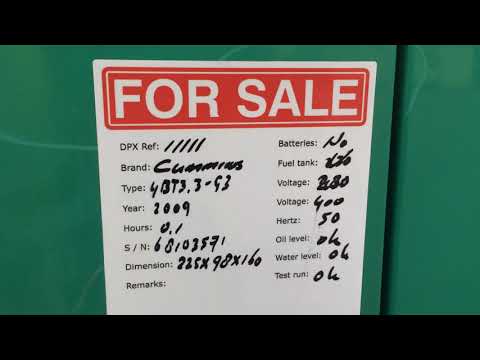 FOR SALE
DPX Ref: 11111
Brand: Cummins
Type: 4BT3.3-G3
Year: 2009
Hours: 0.1
S / N: 68103571
Dimension: 225x98x160
Remarks:
Batteries: No
Fuel tank:
Voltage:
Voltage: 400
Hertz: 50
Oil level: ok
Water level: ok
Test run: ok